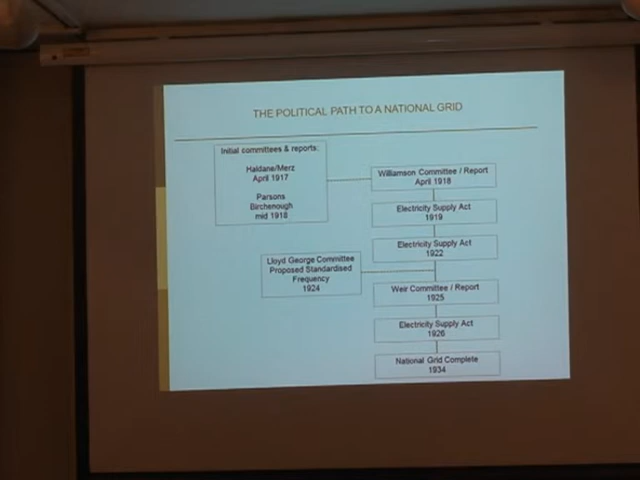 THE POLITICAL PATH TO A NATIONAL GRID
Initial committees & reports:
Haldane/Merz
April 1917
Parsons
Birchenough
mid 1918
Williamson Committee / Report
April 1918
Electricity Supply Act
1919
Electricity Supply Act
1922
Lloyd George Committee
Proposed Standardised
Frequency
1924
Weir Committee / Report
1925
Electricity Supply Act
1926
National Grid Complete
1934